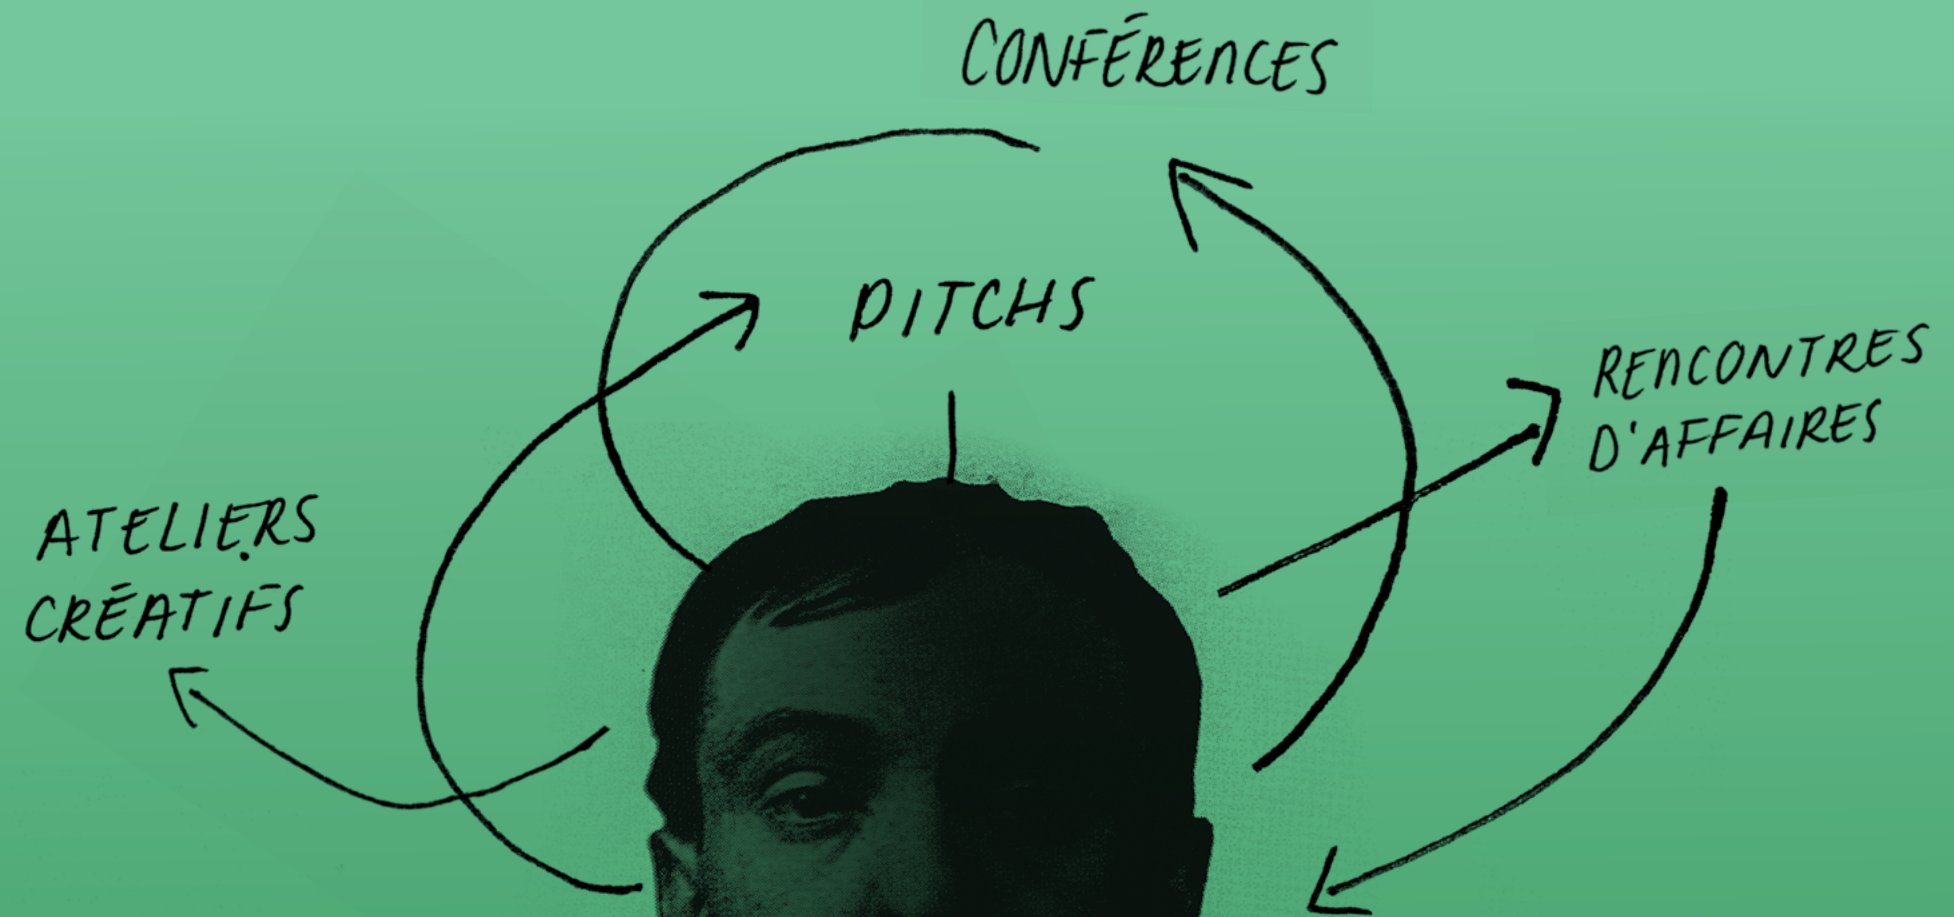 CONFÉRENCES
PITCHS
RENCONTRES
D'AFFAIRES
ATELIERS
CRÉATIFS